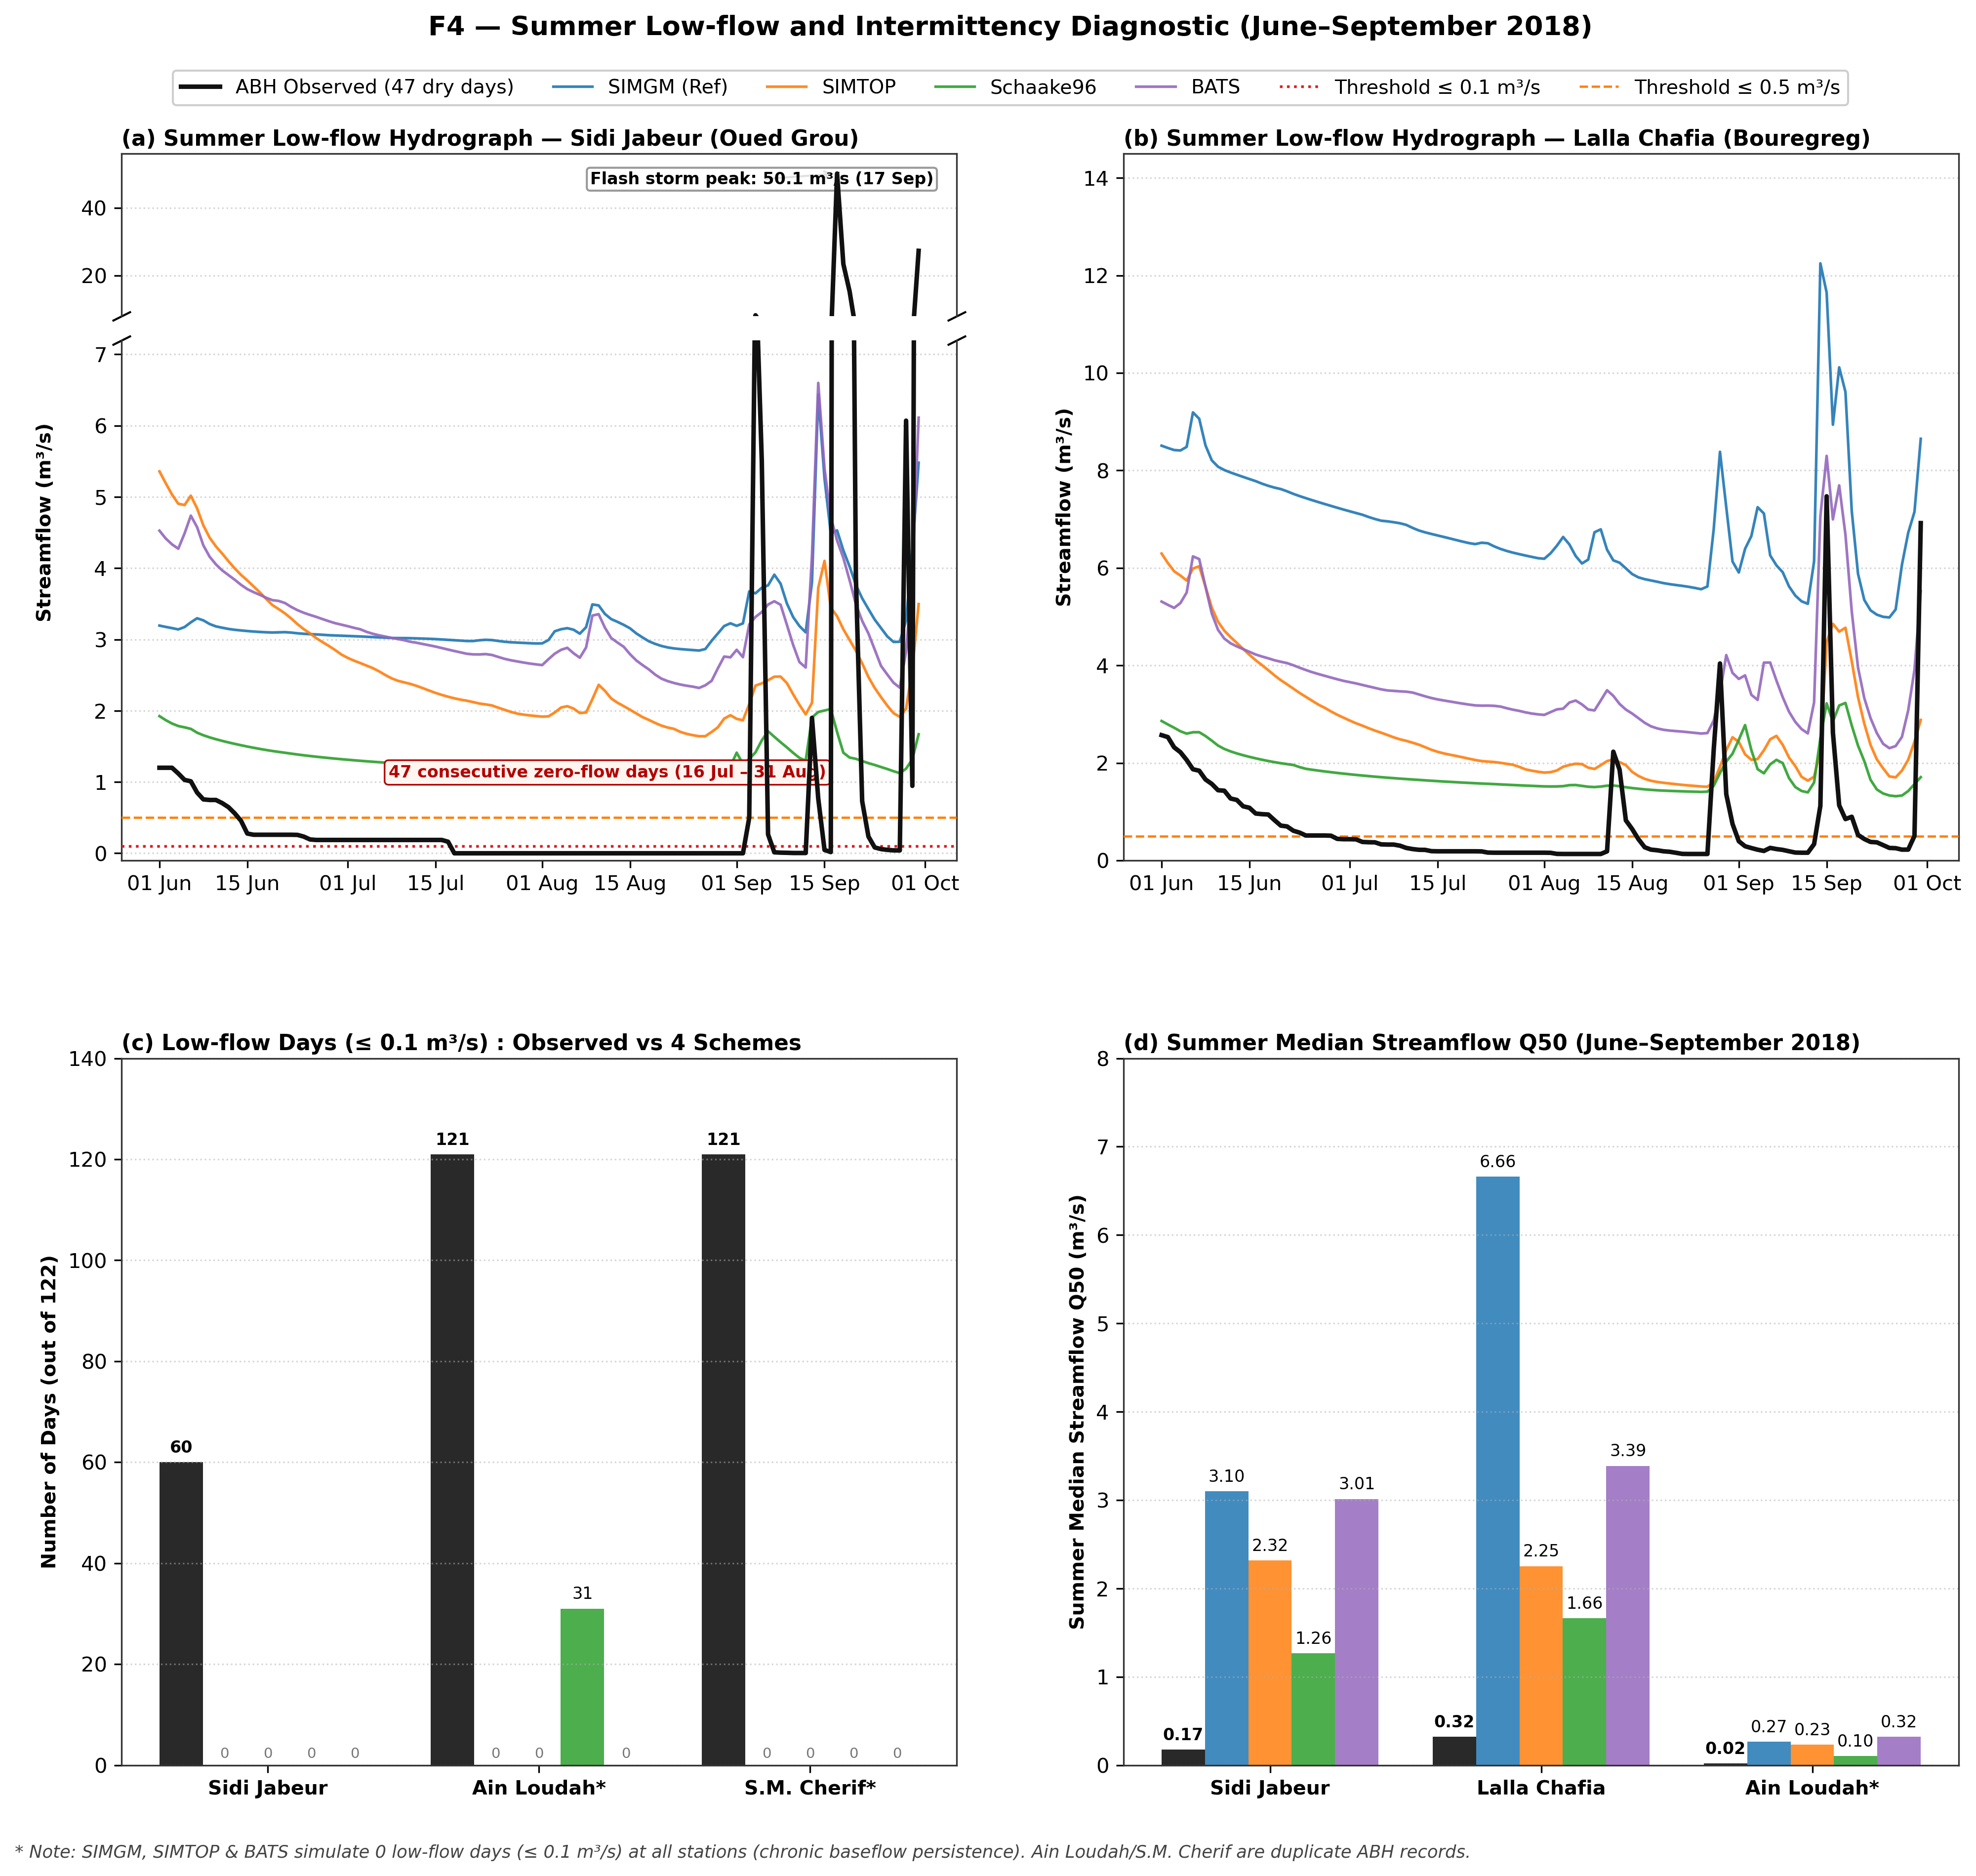 F4 — Summer Low-flow and Intermittency Diagnostic (June–September 2018)
ABH Observed (47 dry days) SIMGM (Ref) SIMTOP Schaake96 BATS Threshold ≤ 0.1 m³/s Threshold ≤ 0.5 m³/s
(a) Summer Low-flow Hydrograph — Sidi Jabeur (Oued Grou)
Flash storm peak: 50.1 m³/s (17 Sep)
40
20
7
6
5
4
3
2
1
0
Streamflow (m³/s)
47 consecutive zero-flow days (16 Jul – 31 Aug)
01 Jun 15 Jun 01 Jul 15 Jul 01 Aug 15 Aug 01 Sep 15 Sep 01 Oct
(b) Summer Low-flow Hydrograph — Lalla Chafia (Bouregreg)
14
12
10
8
6
4
2
0
Streamflow (m³/s)
01 Jun 15 Jun 01 Jul 15 Jul 01 Aug 15 Aug 01 Sep 15 Sep 01 Oct
(c) Low-flow Days (≤ 0.1 m³/s) : Observed vs 4 Schemes
140
120
100
80
60
40
20
0
Number of Days (out of 122)
60 0 0 0 0
121 0 0 31 0
121 0 0 0 0
Sidi Jabeur Ain Loudah* S.M. Cherif*
(d) Summer Median Streamflow Q50 (June–September 2018)
8
7
6
5
4
3
2
1
0
Summer Median Streamflow Q50 (m³/s)
0.17 3.10 2.32 1.26 3.01
0.32 6.66 2.25 1.66 3.39
0.02 0.27 0.23 0.10 0.32
Sidi Jabeur Lalla Chafia Ain Loudah*
* Note: SIMGM, SIMTOP & BATS simulate 0 low-flow days (≤ 0.1 m³/s) at all stations (chronic baseflow persistence). Ain Loudah/S.M. Cherif are duplicate ABH records.